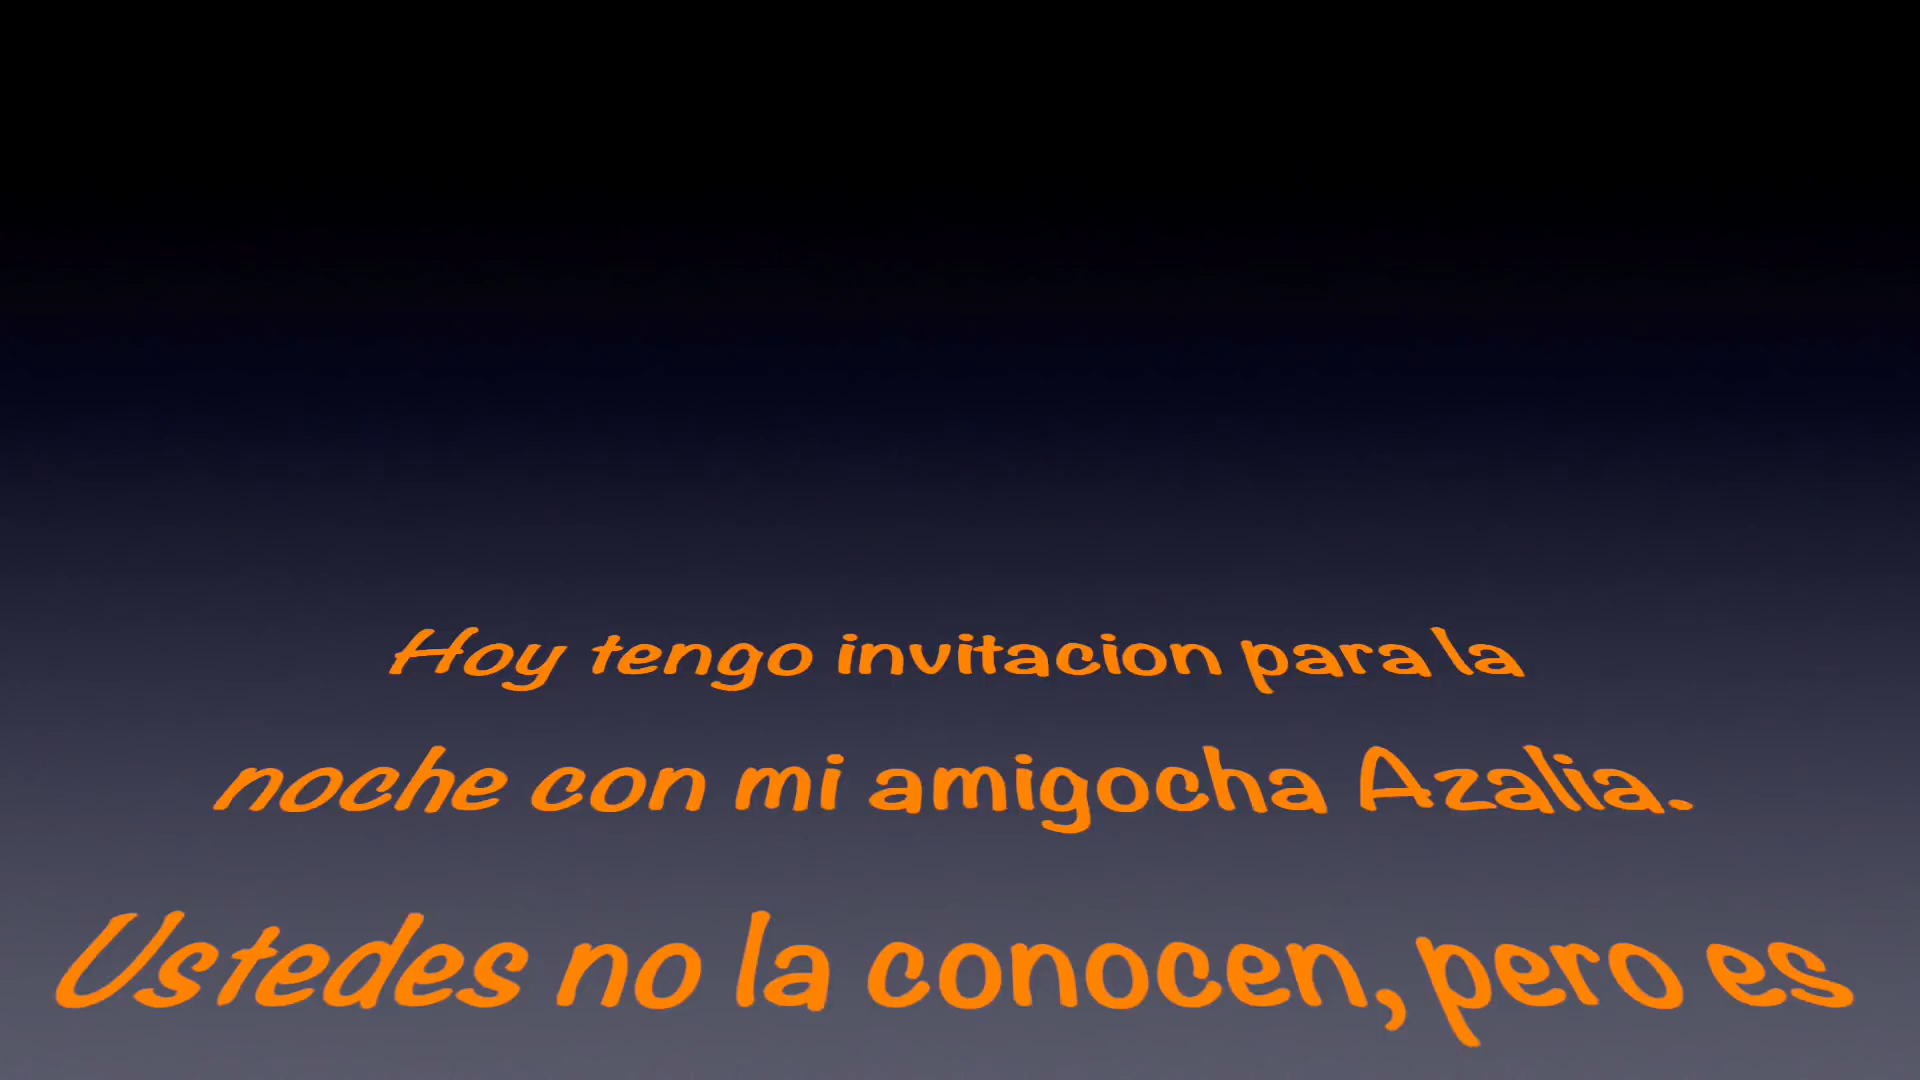 Hoy tengo invitacion para la
noche con mi amigocha Azalia.
Ustedes no la conocen, pero es